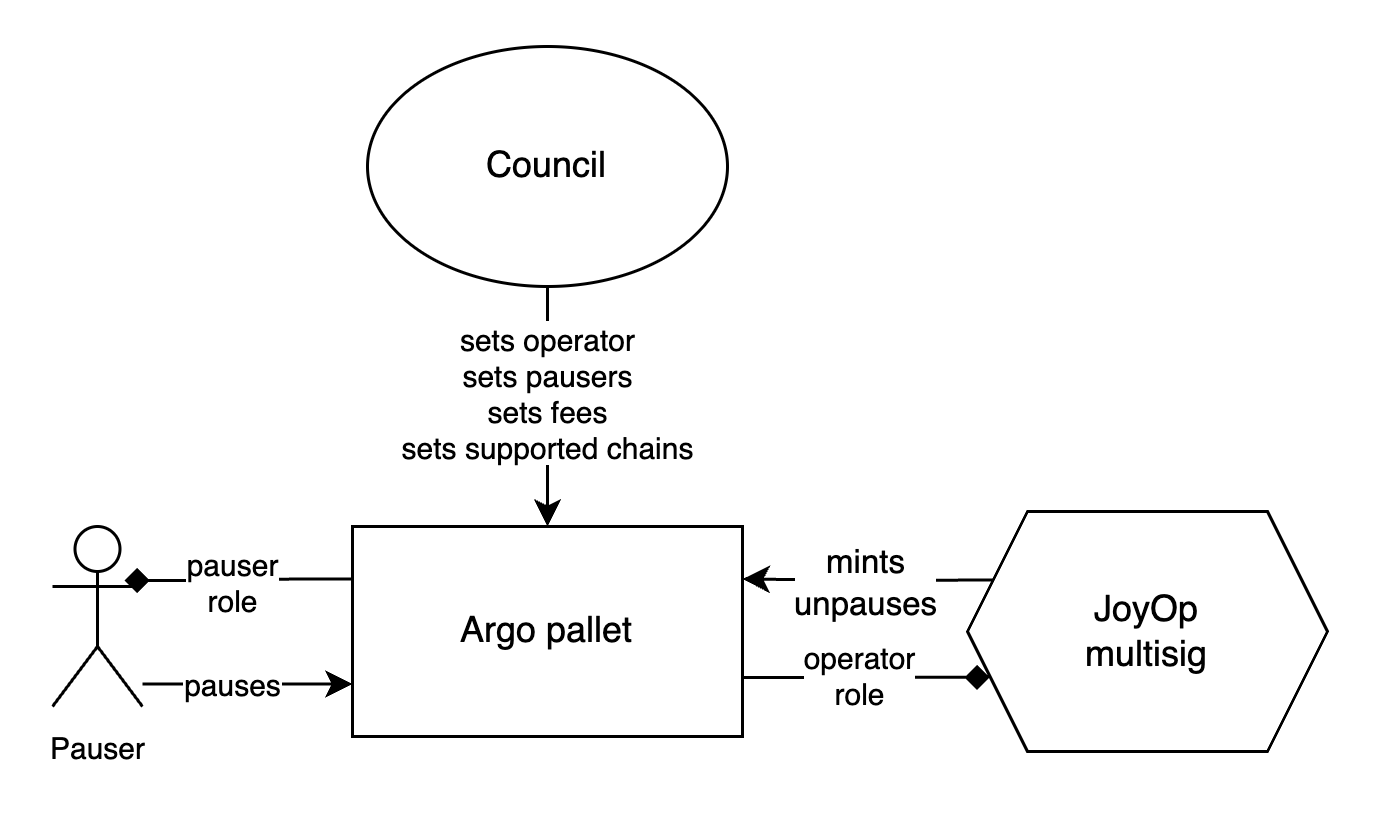 Council
sets operator
sets pausers
sets fees
sets supported chains
pauser
role
pauses
Pauser
Argo pallet
mints
unpauses
operator
role
JoyOp
multisig